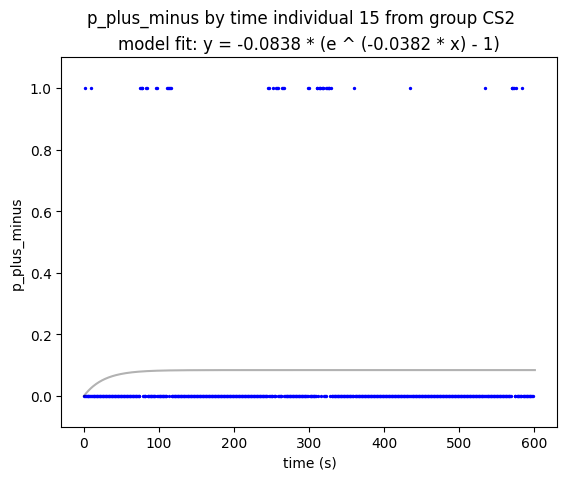 p_plus_minus by time individual 15 from group CS2
model fit: y = -0.0838 * (e ^ (-0.0382 * x) - 1)
1.0
0.8
0.6
0.4
0.2
0.0
p_plus_minus
0 100 200 300 400 500 600
time (s)